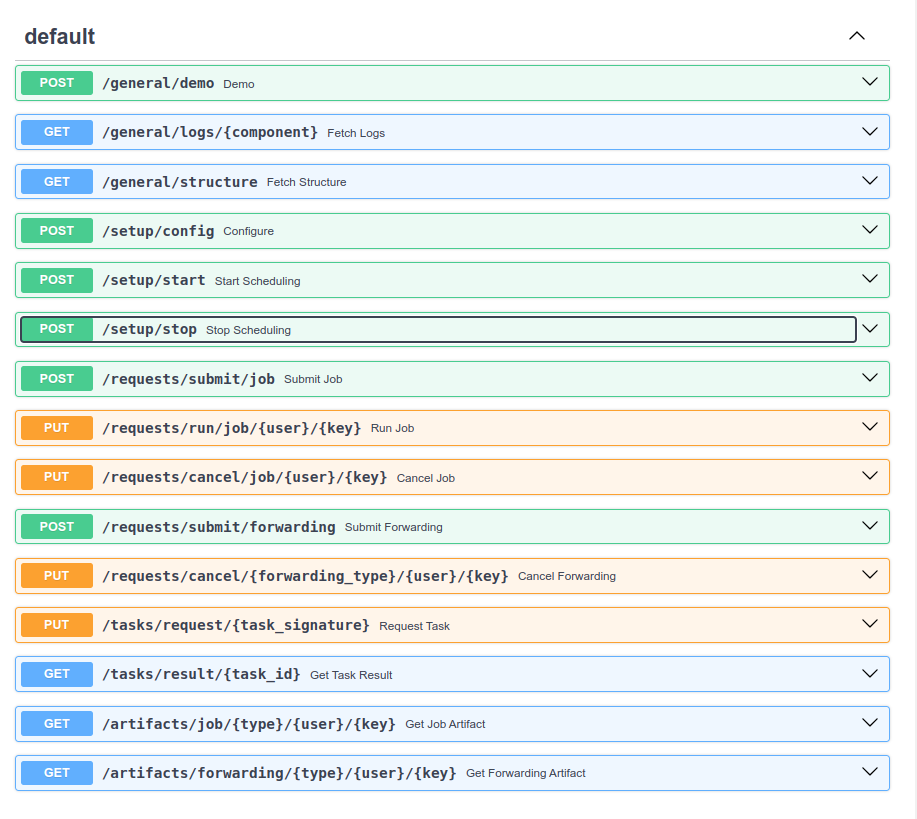 default
POST /general/demo Demo
GET /general/logs/{component} Fetch Logs
GET /general/structure Fetch Structure
POST /setup/config Configure
POST /setup/start Start Scheduling
POST /setup/stop Stop Scheduling
POST /requests/submit/job Submit Job
PUT /requests/run/job/{user}/{key} Run Job
PUT /requests/cancel/job/{user}/{key} Cancel Job
POST /requests/submit/forwarding Submit Forwarding
PUT /requests/cancel/{forwarding_type}/{user}/{key} Cancel Forwarding
PUT /tasks/request/{task_signature} Request Task
GET /tasks/result/{task_id} Get Task Result
GET /artifacts/job/{type}/{user}/{key} Get Job Artifact
GET /artifacts/forwarding/{type}/{user}/{key} Get Forwarding Artifact